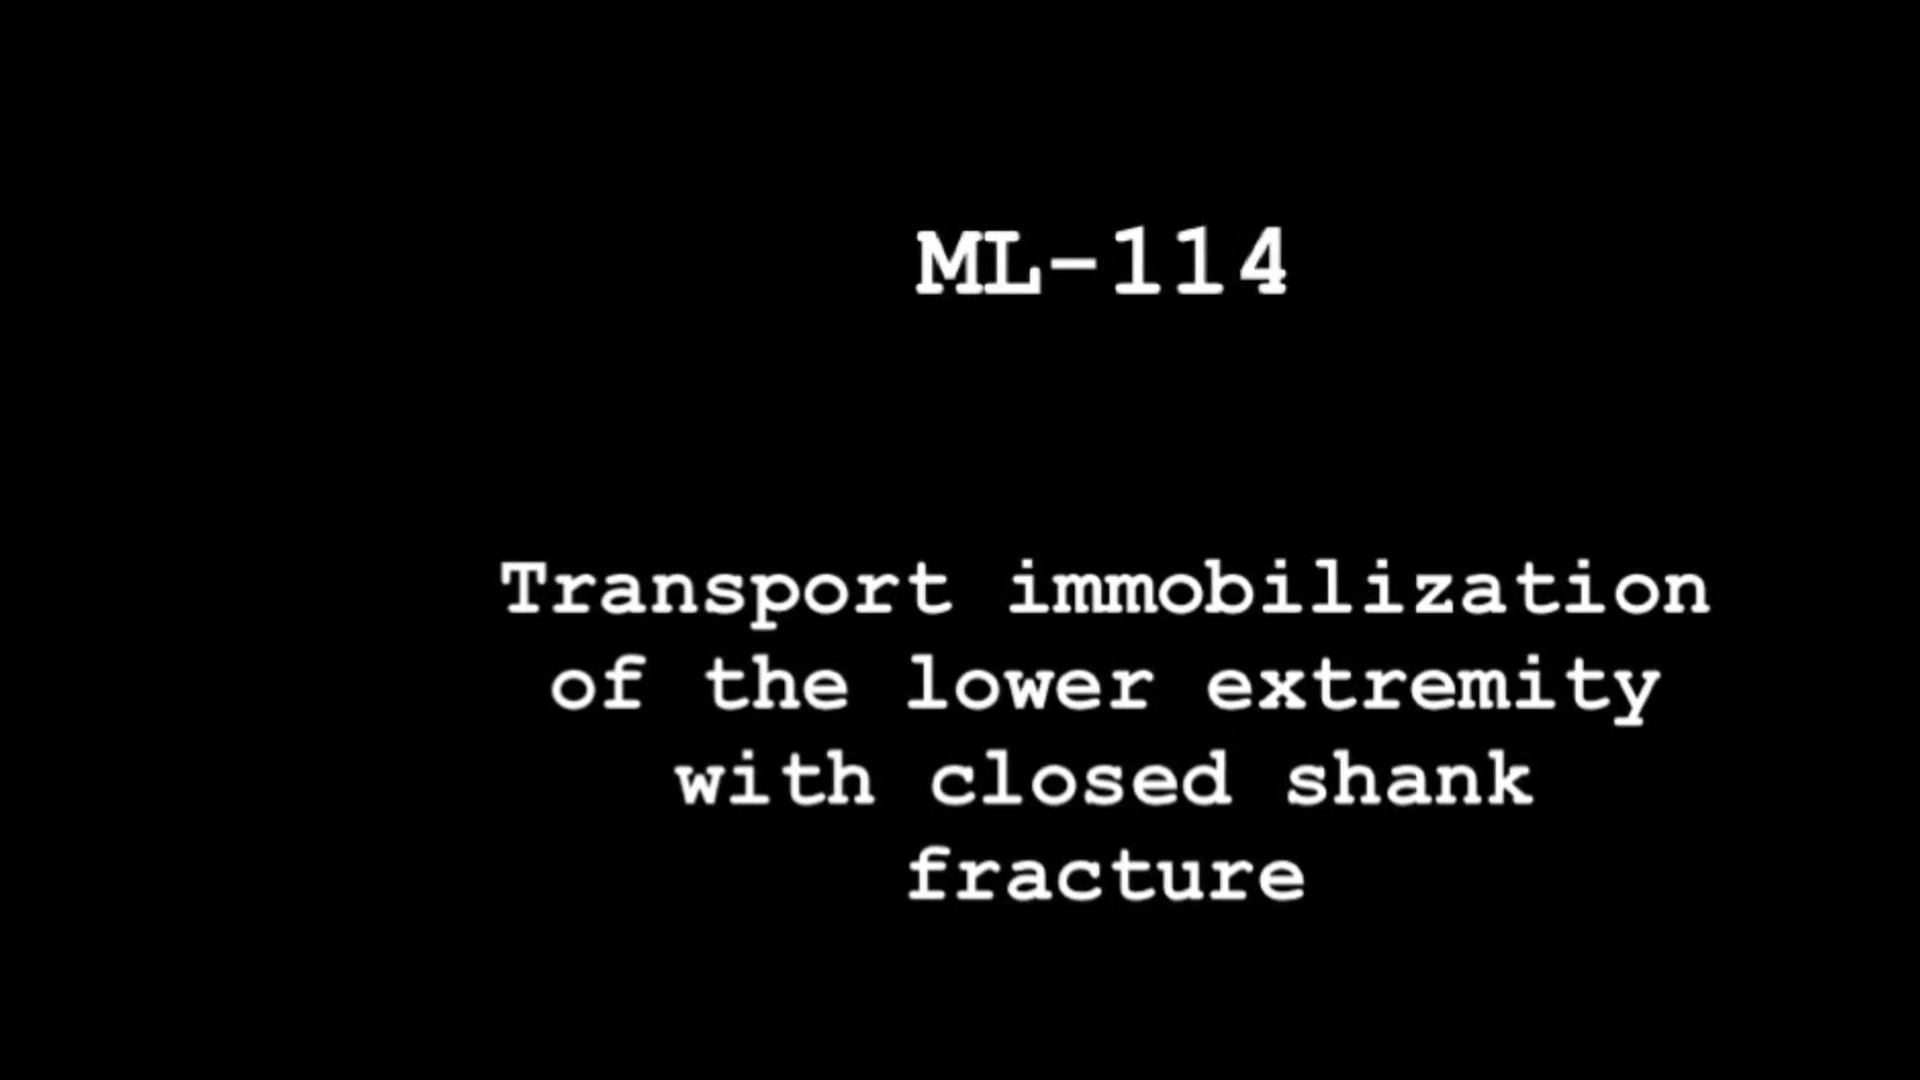 ML-114
Transport immobilization
of the lower extremity
with closed shank
fracture